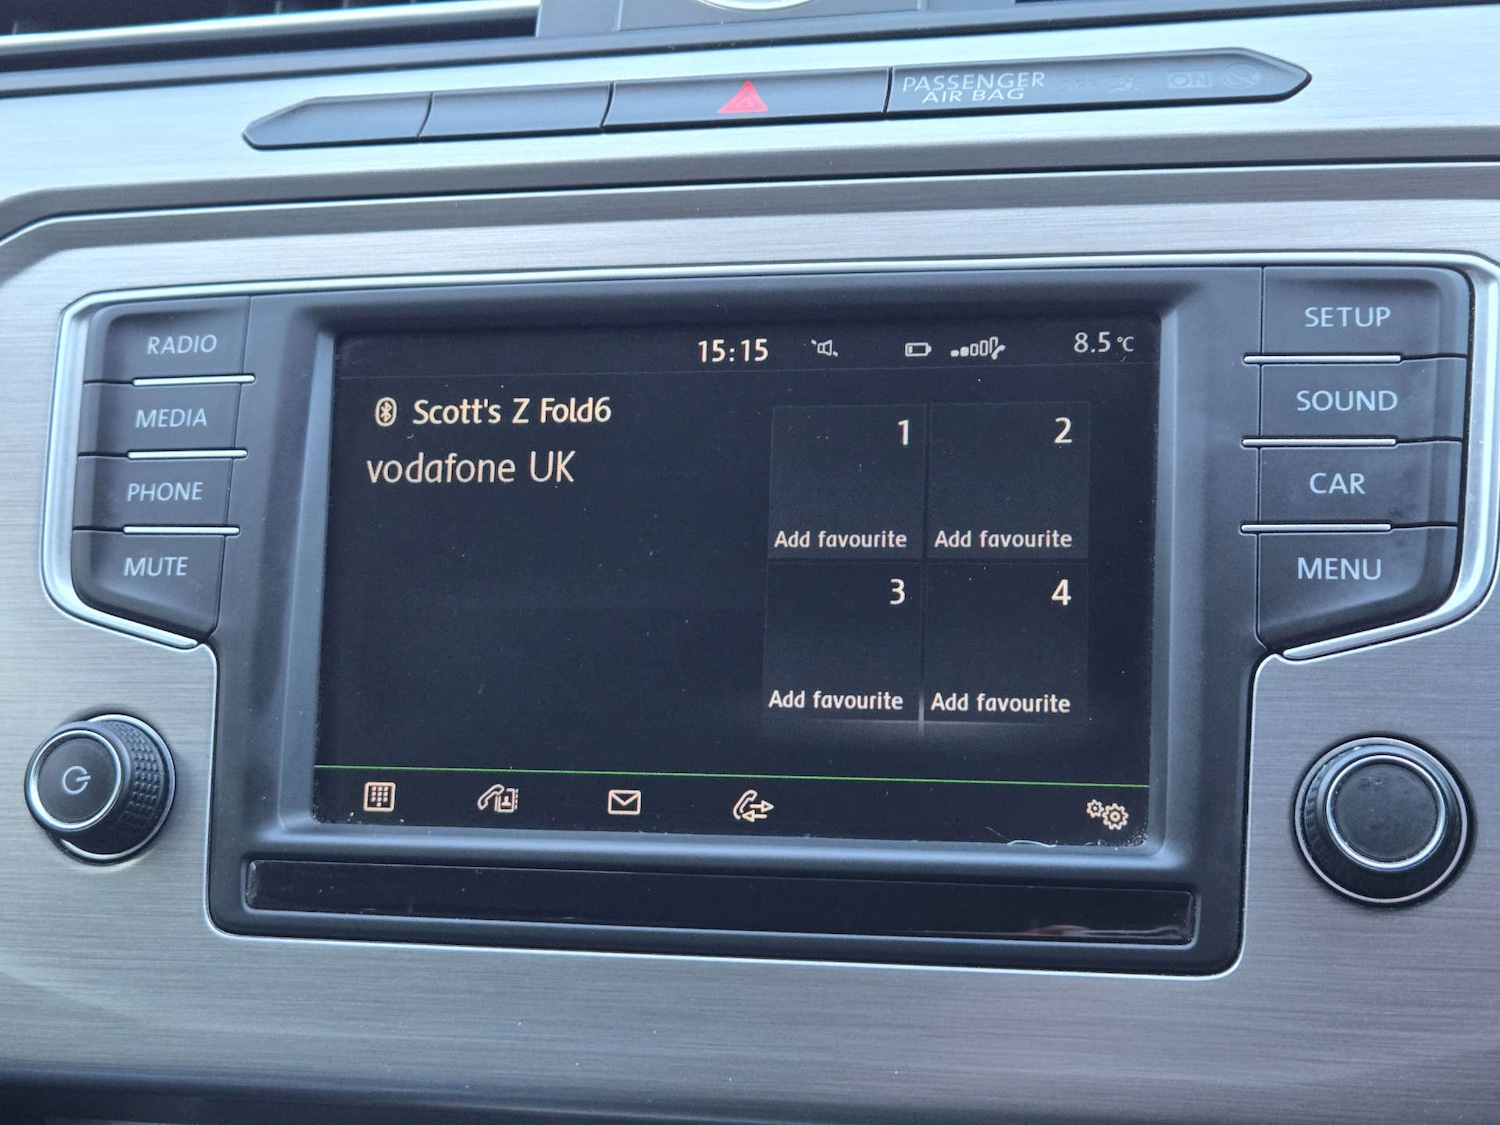 PASSENGER
AIR BAG
ON
RADIO
MEDIA
PHONE
MUTE
15:15
8.5 °C
Scott's Z Fold6
vodafone UK
1
2
Add favourite
Add favourite
3
4
Add favourite
Add favourite
SETUP
SOUND
CAR
MENU